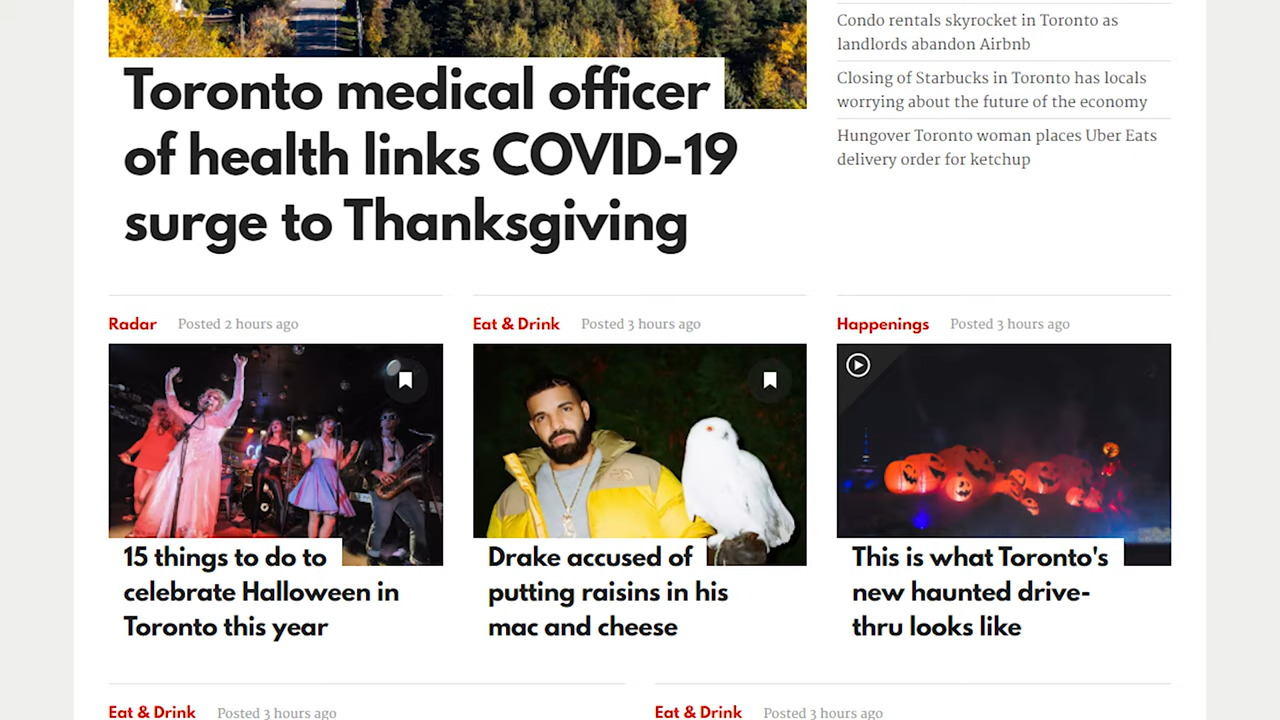 Toronto medical officer
of health links COVID-19
surge to Thanksgiving
Condo rentals skyrocket in Toronto as
landlords abandon Airbnb
Closing of Starbucks in Toronto has locals
worrying about the future of the economy
Hungover Toronto woman places Uber Eats
delivery order for ketchup
Radar Posted 2 hours ago
15 things to do to
celebrate Halloween in
Toronto this year
Eat & Drink Posted 3 hours ago
Drake accused of
putting raisins in his
mac and cheese
Happenings Posted 3 hours ago
This is what Toronto's
new haunted drive-
thru looks like
Eat & Drink Posted 3 hours ago
Eat & Drink Posted 3 hours ago